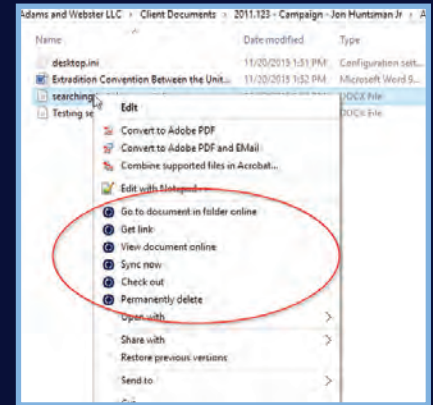 Adams and Webster LLC > Client Documents > 2011.123 - Campaign - Jon Huntsman Jr > A
Name Date modified Type
desktop.ini 11/20/2015 1:51 PM Configuration sett...
Extradition Convention Between the Unit... 11/20/2015 1:52 PM Microsoft Word 9...
searching DOCX File
Testing se DOCX File
Edit
Convert to Adobe PDF
Convert to Adobe PDF and EMail
Combine supported files in Acrobat...
Edit with
Go to document in folder online
Get link
View document online
Sync now
Check out
Permanently delete
Open with
Share with
Restore previous versions
Send to